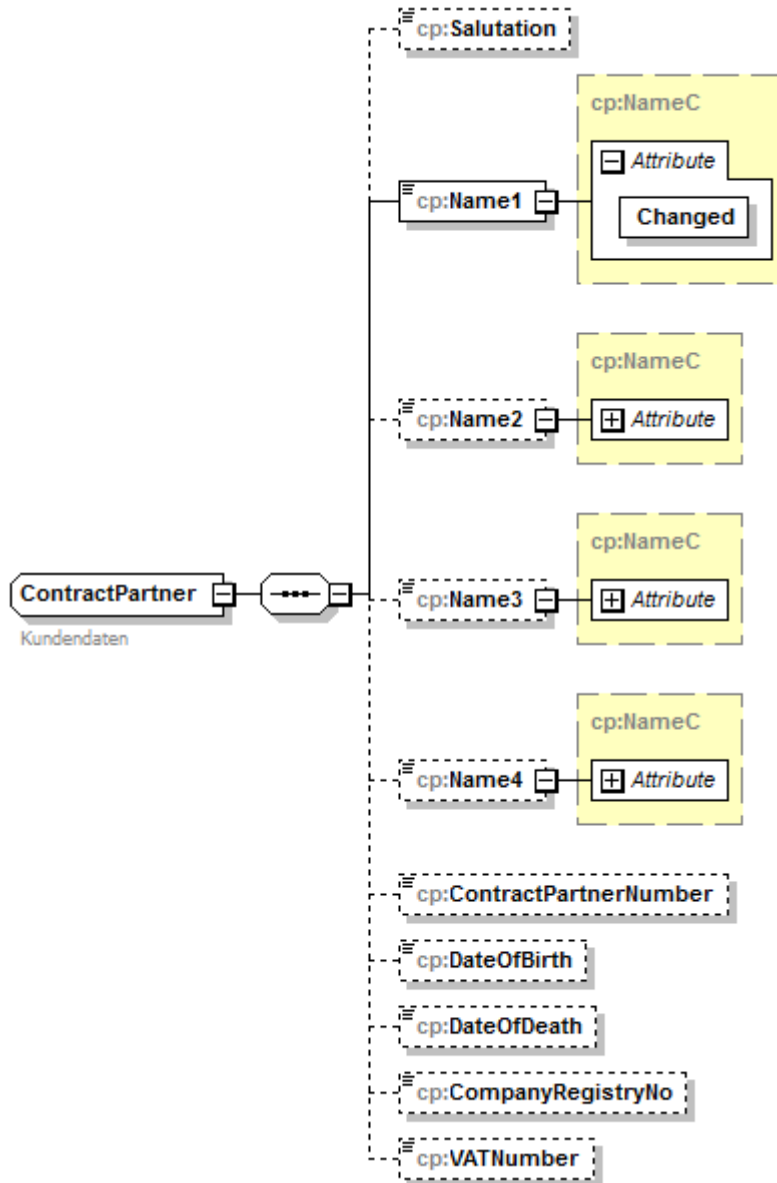 cp:Salutation
cp:NameC
Attribute
cp:Name1
Changed
cp:NameC
cp:Name2
Attribute
cp:NameC
ContractPartner
cp:Name3
Attribute
Kundendaten
cp:NameC
cp:Name4
Attribute
cp:ContractPartnerNumber
cp:DateOfBirth
cp:DateOfDeath
cp:CompanyRegistryNo
cp:VATNumber